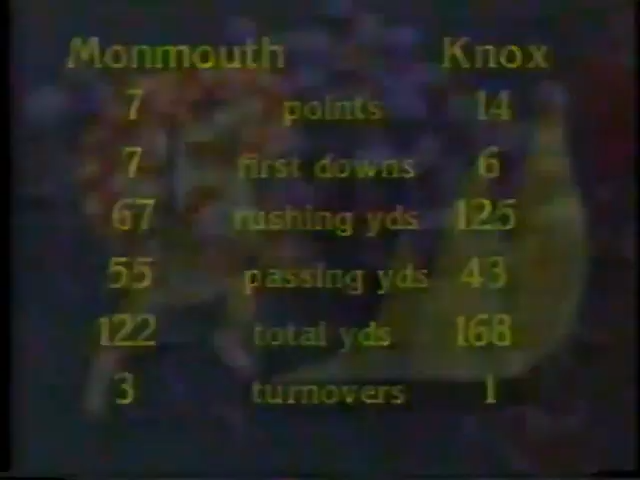 Monmouth Knox
7 points 14
7 first downs 6
67 rushing yds 125
55 passing yds 43
122 total yds 168
3 turnovers 1